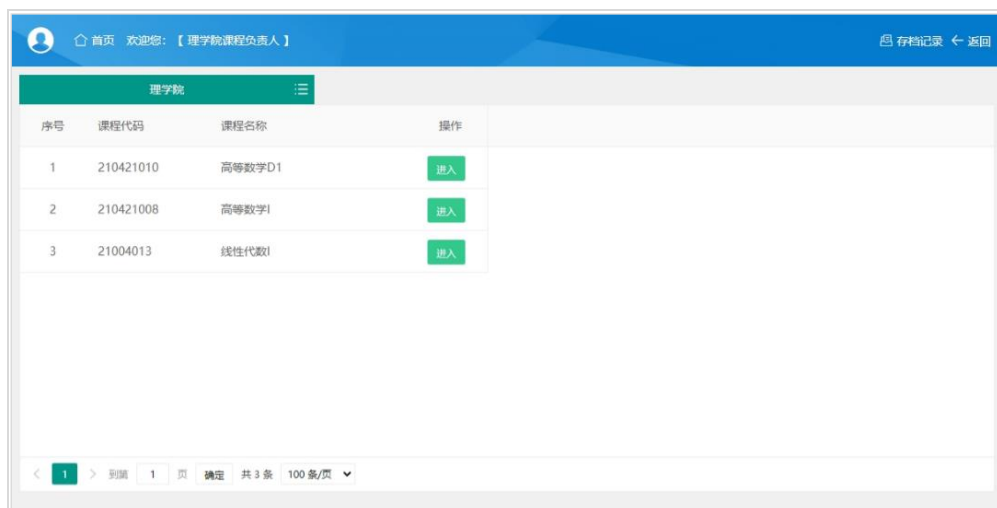 首页 欢迎您：【 理学院课程负责人 】 存档记录 返回
理学院
序号 课程代码 课程名称 操作
1 210421010 高等数学D1 进入
2 210421008 高等数学I 进入
3 21004013 线性代数I 进入
1 到第 1 页 确定 共 3 条 100 条/页